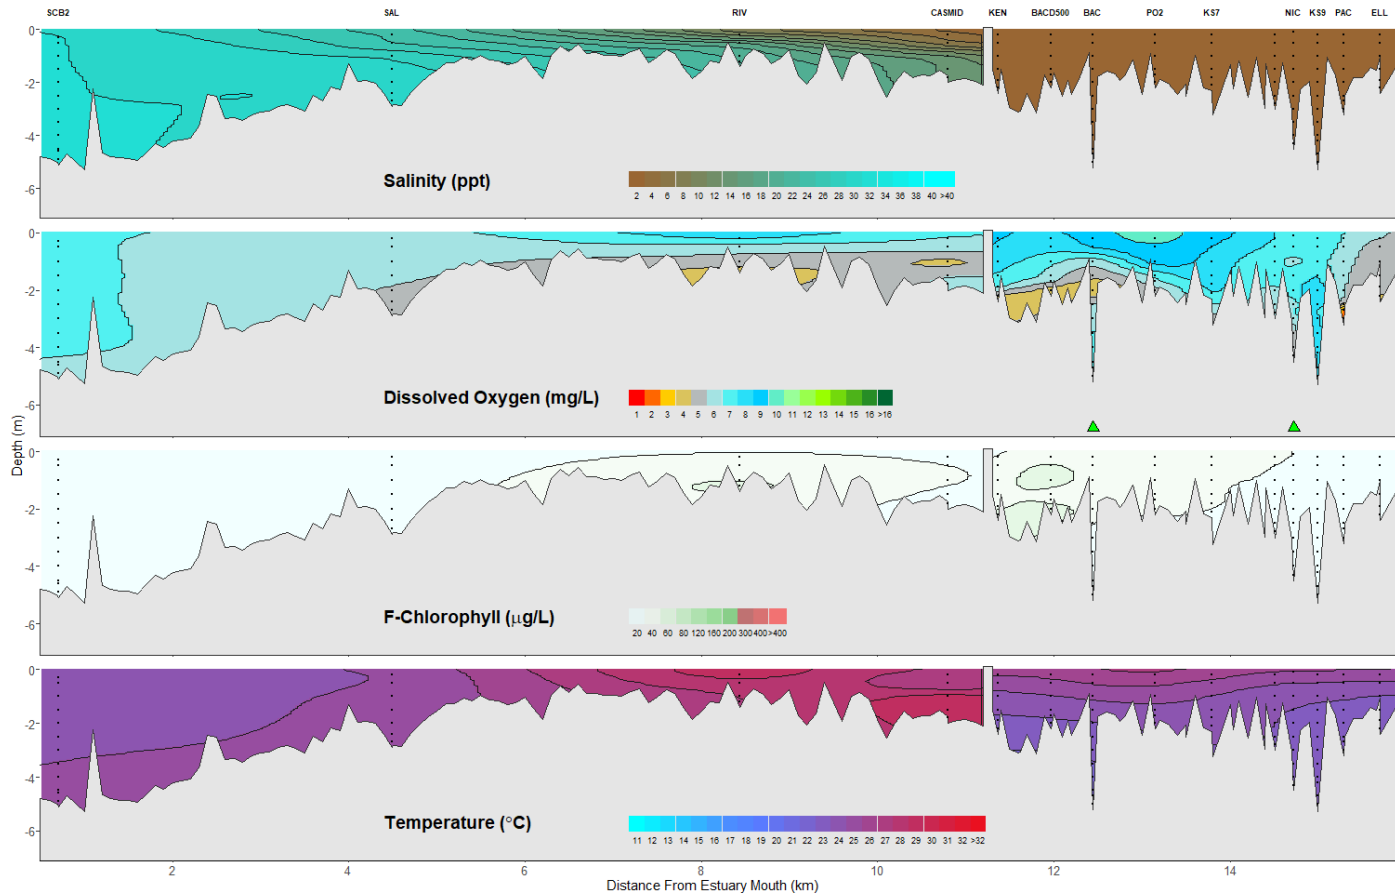 SCB2 SAL RIV CASMID KEN BACD500 BAC PO2 KS7 NIC KS9 PAC ELL
0
-2
-4
-6
Salinity (ppt)
2 4 6 8 10 12 14 16 18 20 22 24 26 28 30 32 34 36 38 40 >40
0
-2
-4
-6
Dissolved Oxygen (mg/L)
1 2 3 4 5 6 7 8 9 10 11 12 13 14 15 16 >16
Depth (m)
0
-2
-4
-6
F-Chlorophyll (μg/L)
20 40 60 80 120 160 200 300 400 >400
0
-2
-4
-6
Temperature (°C)
11 12 13 14 15 16 17 18 19 20 21 22 23 24 25 26 27 28 29 30 31 32 >32
2 4 6 8 10 12 14
Distance From Estuary Mouth (km)